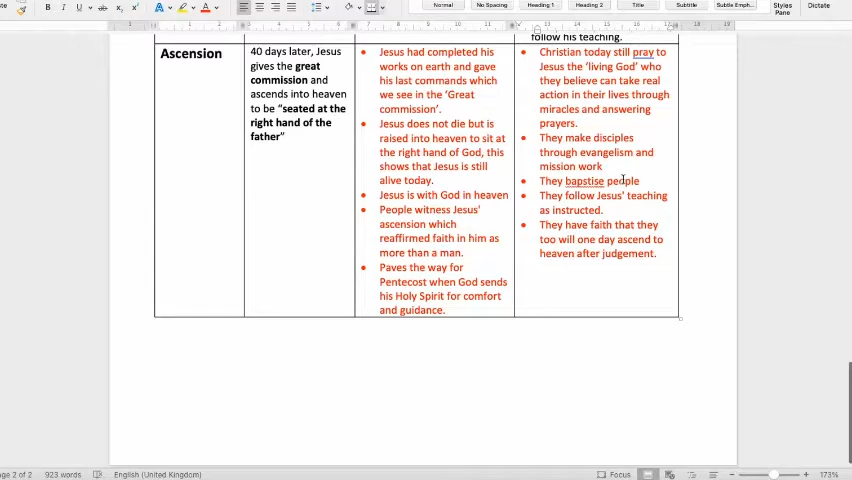 Normal No Spacing Heading 1 Heading 2 Title Subtitle Subtle Emph... Styles Pane Dictate
follow his teaching.
Ascension
40 days later, Jesus
gives the great
commission and
ascends into heaven
to be "seated at the
right hand of the
father"
Jesus had completed his
works on earth and gave
his last commands which
we see in the 'Great
commission'.
Jesus does not die but is
raised into heaven to sit at
the right hand of God, this
shows that Jesus is still
alive today.
Jesus is with God in heaven
People witness Jesus'
ascension which
reaffirmed faith in him as
more than a man.
Paves the way for
Pentecost when God sends
his Holy Spirit for comfort
and guidance.
Christian today still pray to
Jesus the 'living God' who
they believe can take real
action in their lives through
miracles and answering
prayers.
They make disciples
through evangelism and
mission work
They bapstise people
They follow Jesus' teaching
as instructed.
They have faith that they
too will one day ascend to
heaven after judgement.
age 2 of 2 923 words English (United Kingdom) Focus 173%